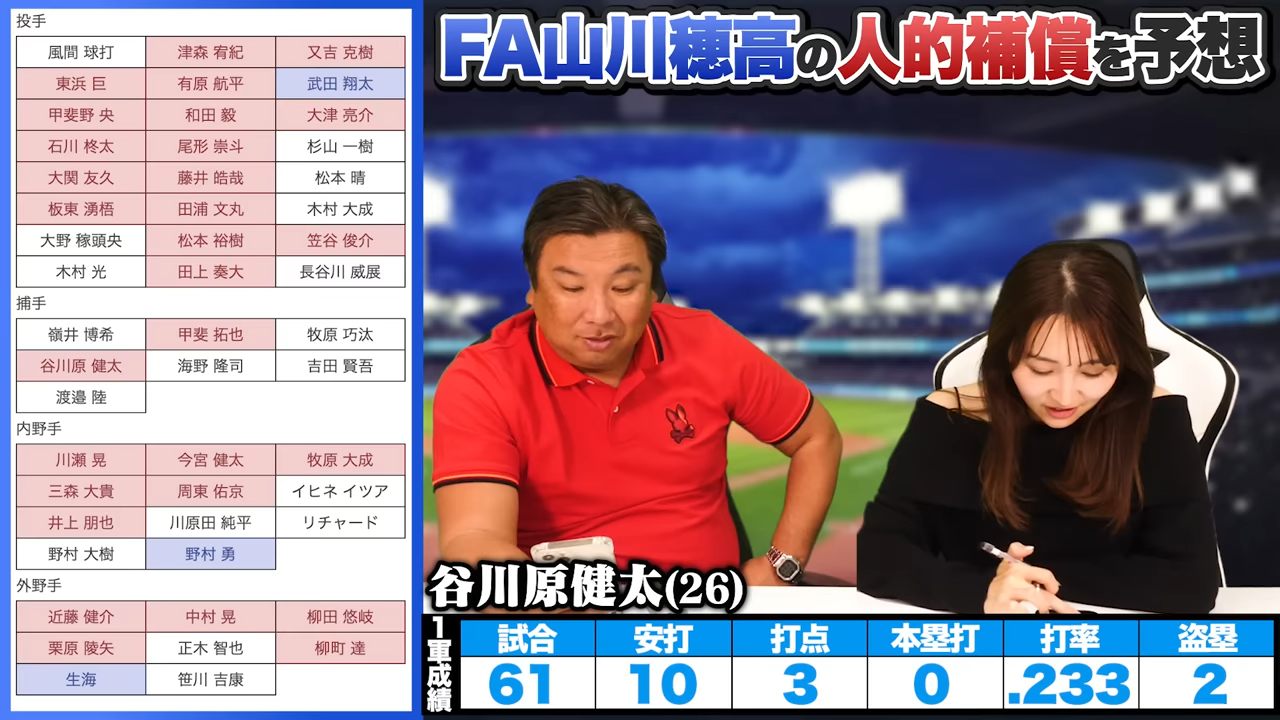 FA山川穂高の人的補償を予想
投手
風間 球打 津森 宥紀 又吉 克樹
東浜 巨 有原 航平 武田 翔太
甲斐野 央 和田 毅 大津 亮介
石川 柊太 尾形 崇斗 杉山 一樹
大関 友久 藤井 皓哉 松本 晴
板東 湧梧 田浦 文丸 木村 大成
大野 稼頭央 松本 裕樹 笠谷 俊介
木村 光 田上 奏大 長谷川 威展
捕手
嶺井 博希 甲斐 拓也 牧原 巧汰
谷川原 健太 海野 隆司 吉田 賢吾
渡邉 陸
内野手
川瀬 晃 今宮 健太 牧原 大成
三森 大貴 周東 佑京 イヒネ イツア
井上 朋也 川原田 純平 リチャード
野村 大樹 野村 勇
外野手
近藤 健介 中村 晃 柳田 悠岐
栗原 陵矢 正木 智也 柳町 達
生海 笹川 吉康
谷川原健太(26)
1軍成績
試合 安打 打点 本塁打 打率 盗塁
61 10 3 0 .233 2